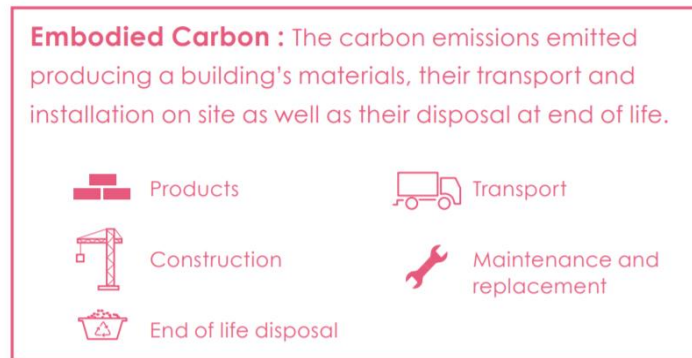 Embodied Carbon : The carbon emissions emitted
producing a building's materials, their transport and
installation on site as well as their disposal at end of life.
Products
Transport
Construction
Maintenance and
replacement
End of life disposal